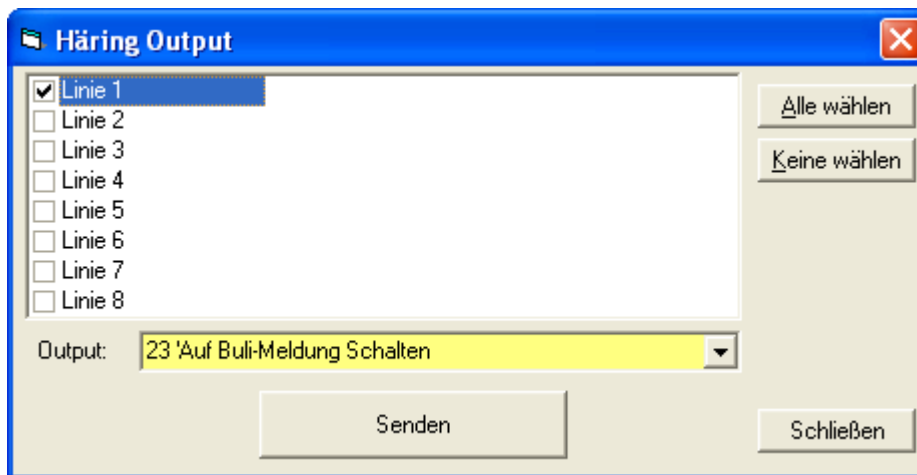 Häring Output
Linie 1
Linie 2
Linie 3
Linie 4
Linie 5
Linie 6
Linie 7
Linie 8
Alle wählen
Keine wählen
Output: 23 'Auf Buli-Meldung Schalten
Senden
Schließen